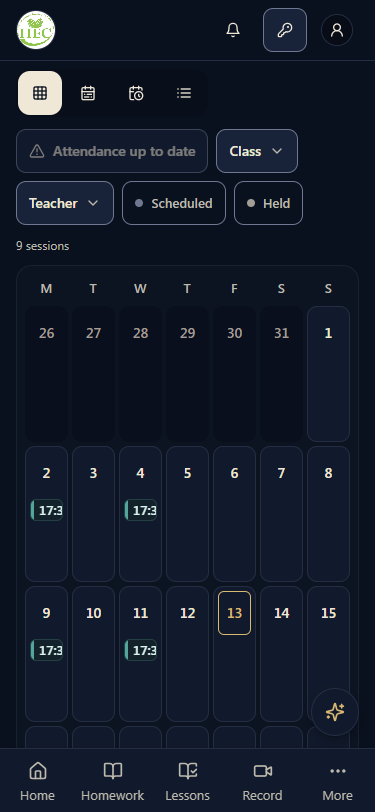 HEC
Attendance up to date
Class
Teacher
Scheduled
Held
9 sessions
M T W T F S S
26 27 28 29 30 31 1
2 3 4 5 6 7 8
17:3 17:3
9 10 11 12 13 14 15
17:3 17:3
Home Homework Lessons Record More